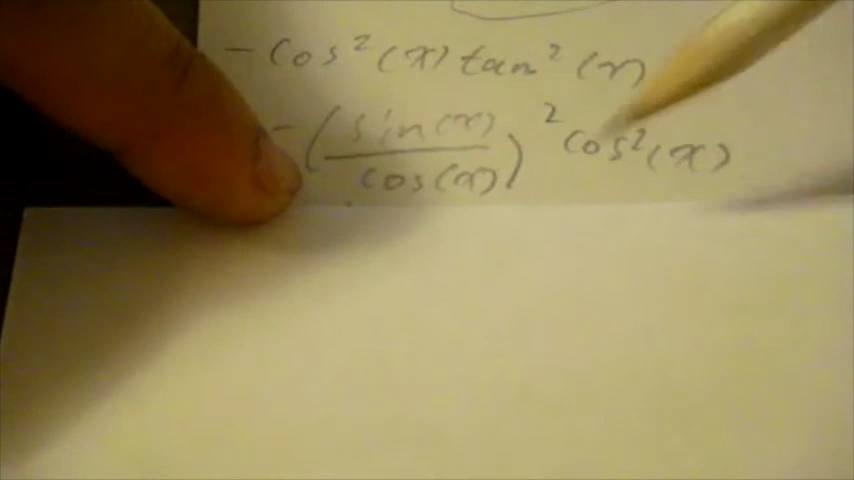 - cos²(x) tan²(x)
- (sin(x)/cos(x))² cos²(x)